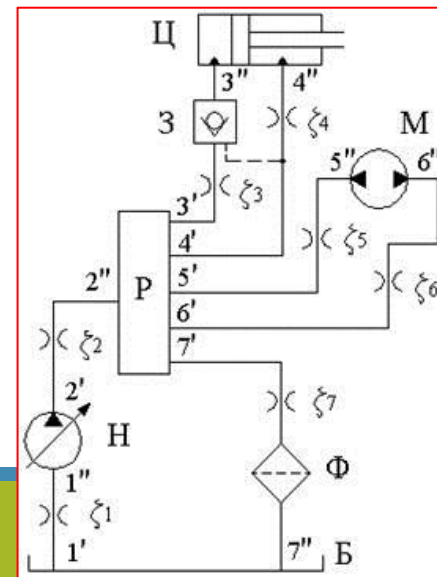 Ц
3" 4"
З ζ4 М
5" 6"
ζ3
3'
4' ζ5
2" Р 5' ζ6
6'
ζ2 7'
2' ζ7
Н Ф
1"
ζ1
1' 7" Б